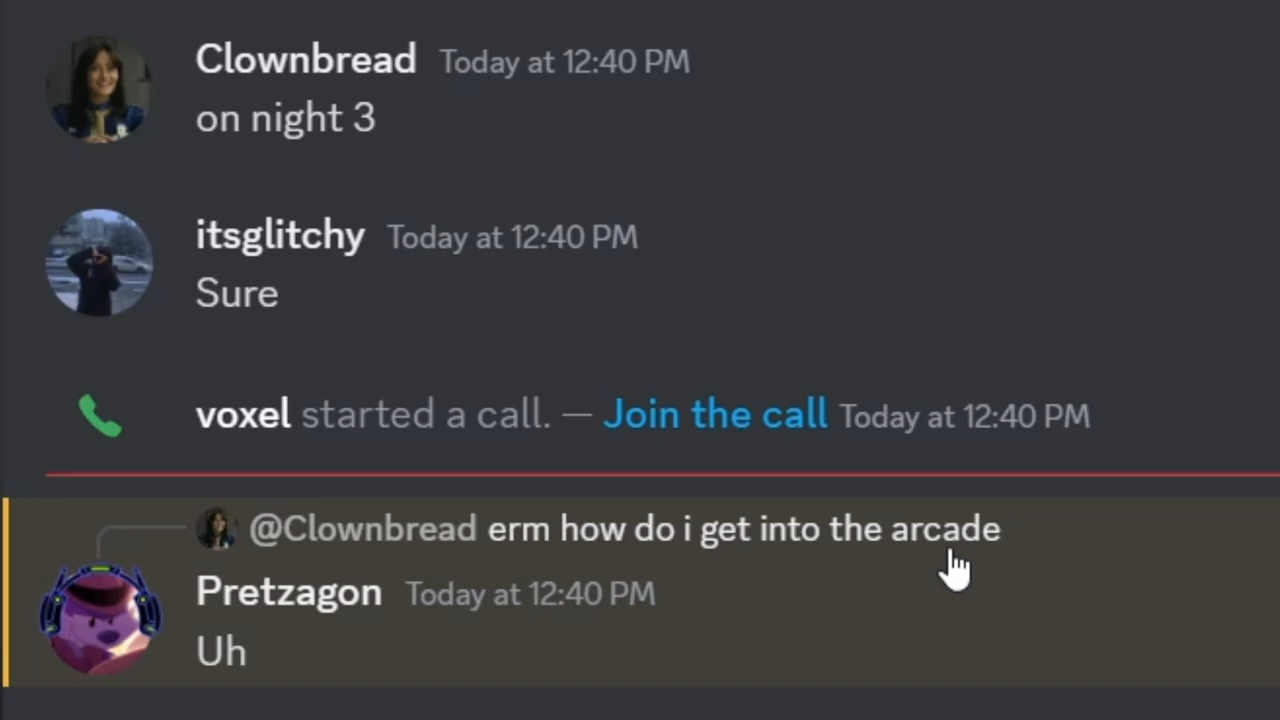 Clownbread Today at 12:40 PM
on night 3
itsglitchy Today at 12:40 PM
Sure
voxel started a call. — Join the call Today at 12:40 PM
@Clownbread erm how do i get into the arcade
Pretzagon Today at 12:40 PM
Uh